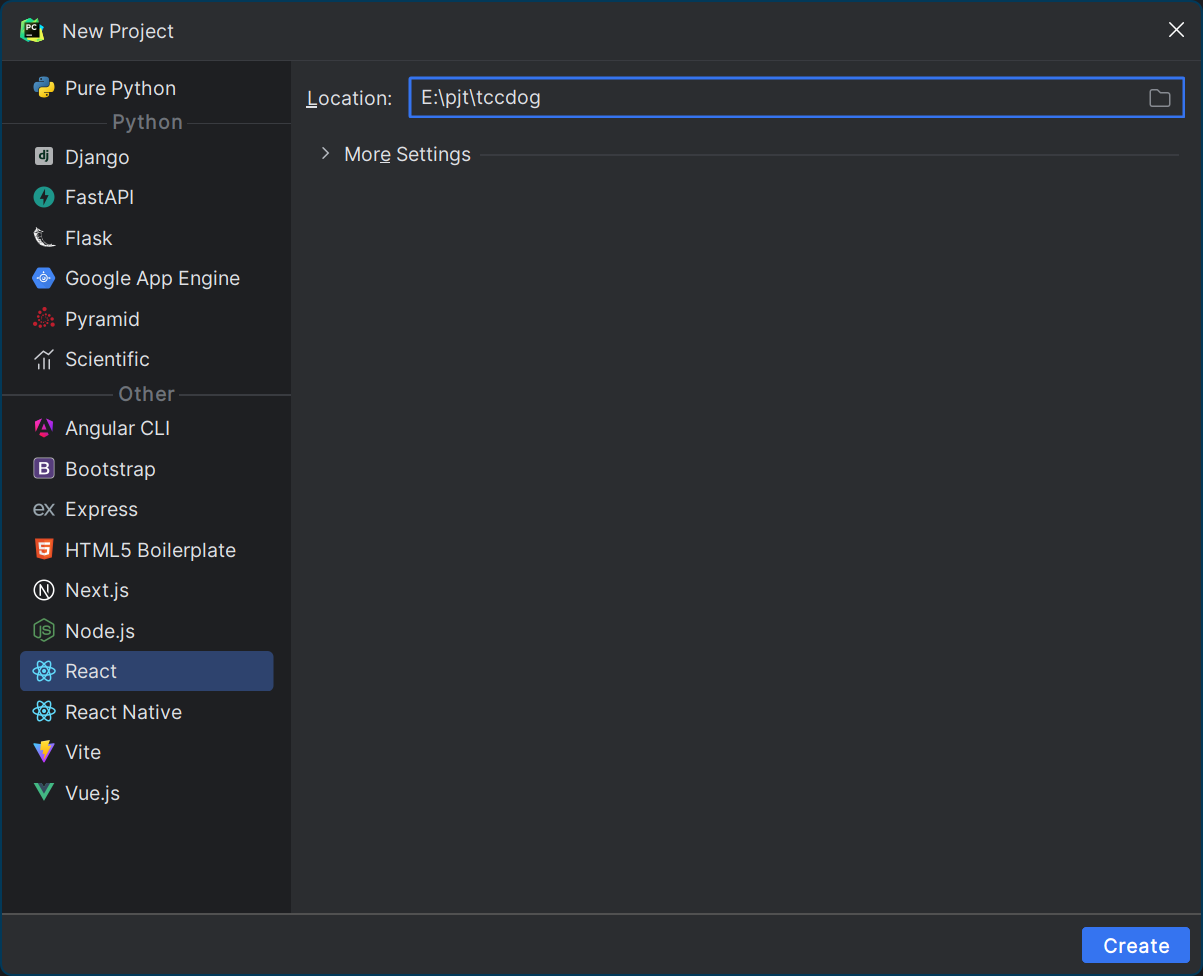 New Project
Pure Python
Python
Django
FastAPI
Flask
Google App Engine
Pyramid
Scientific
Other
Angular CLI
Bootstrap
Express
HTML5 Boilerplate
Next.js
Node.js
React
React Native
Vite
Vue.js
Location: E:\pjt\tccdog
More Settings
Create